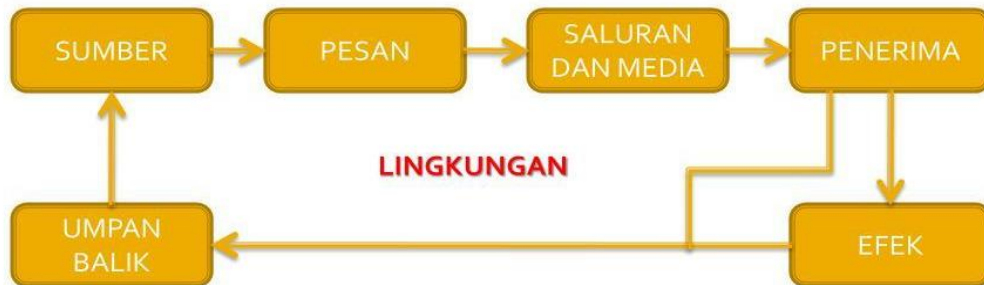 SUMBER
PESAN
SALURAN
DAN MEDIA
PENERIMA
LINGKUNGAN
UMPAN
BALIK
EFEK